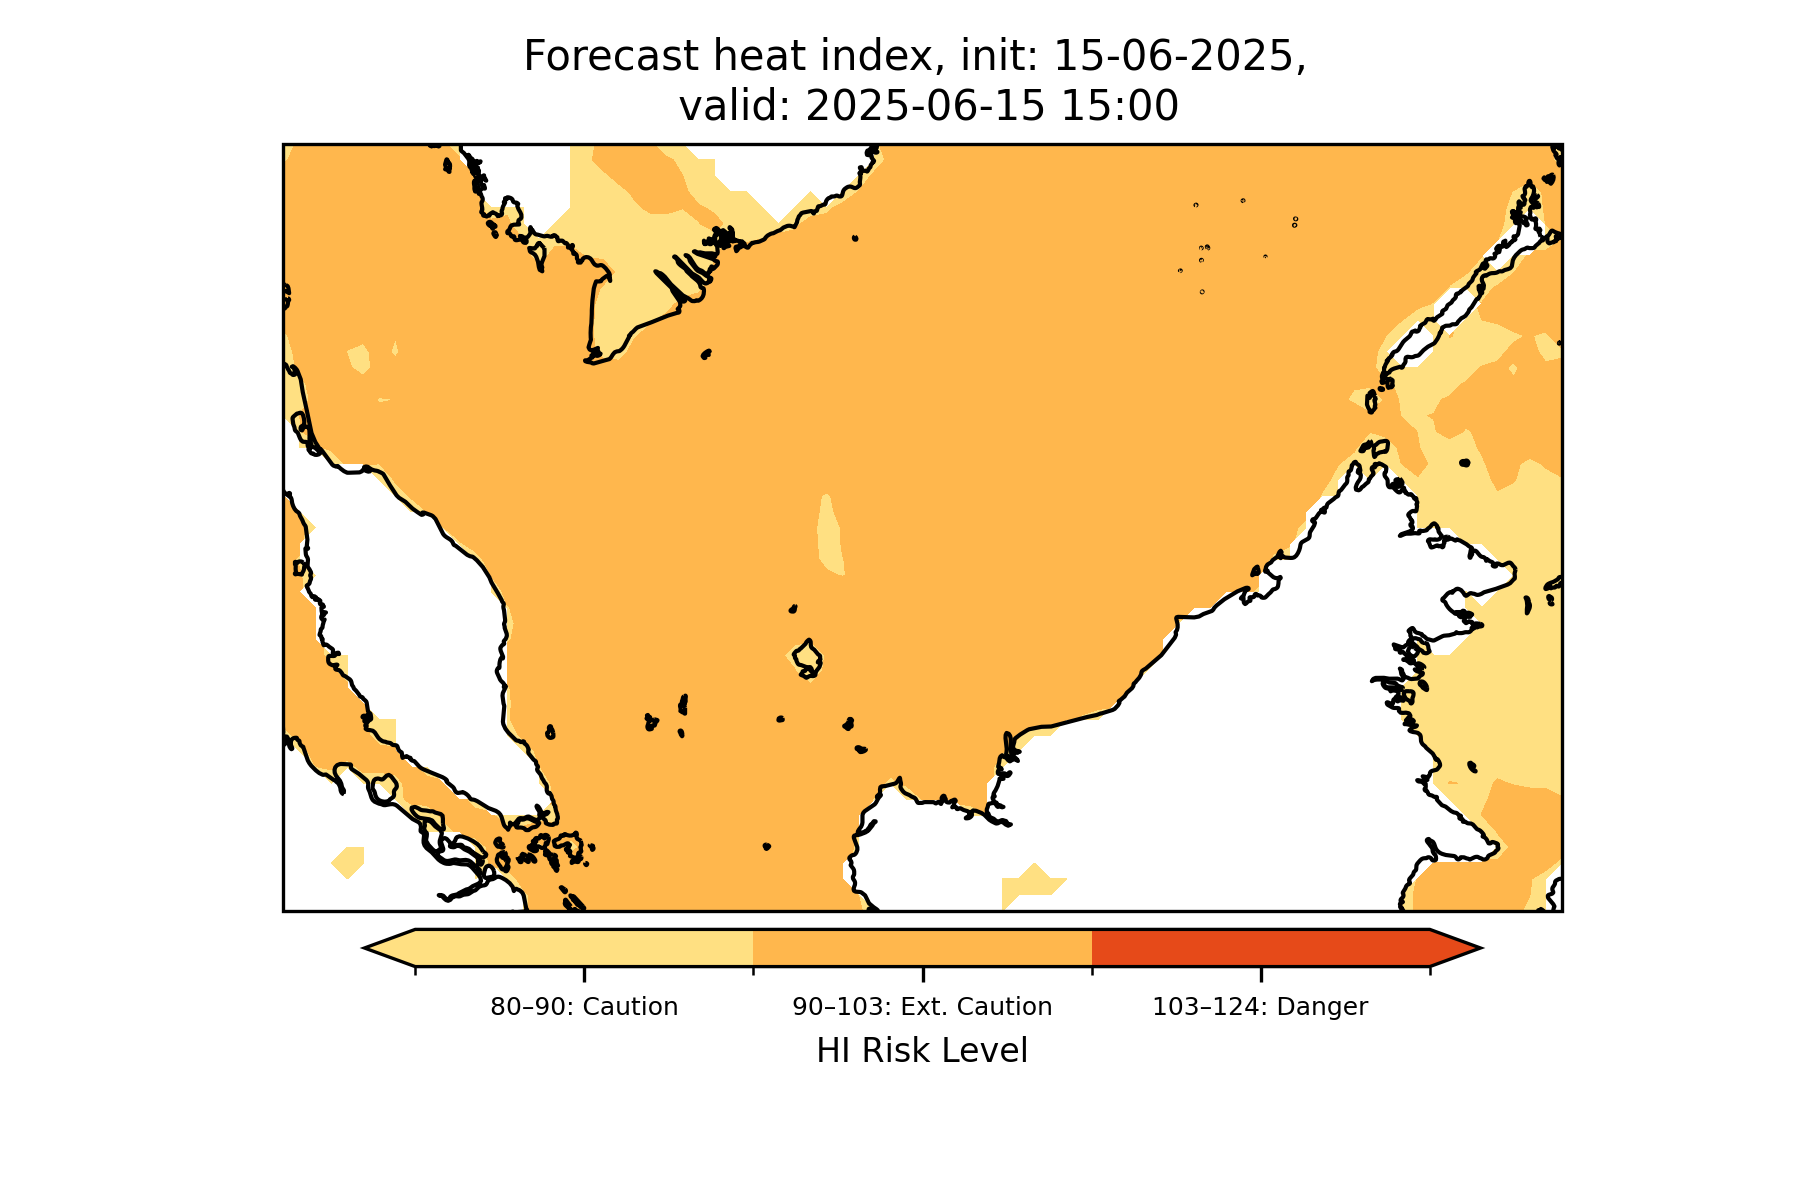 Forecast heat index, init: 15-06-2025,
valid: 2025-06-15 15:00
80–90: Caution
90–103: Ext. Caution
103–124: Danger
HI Risk Level